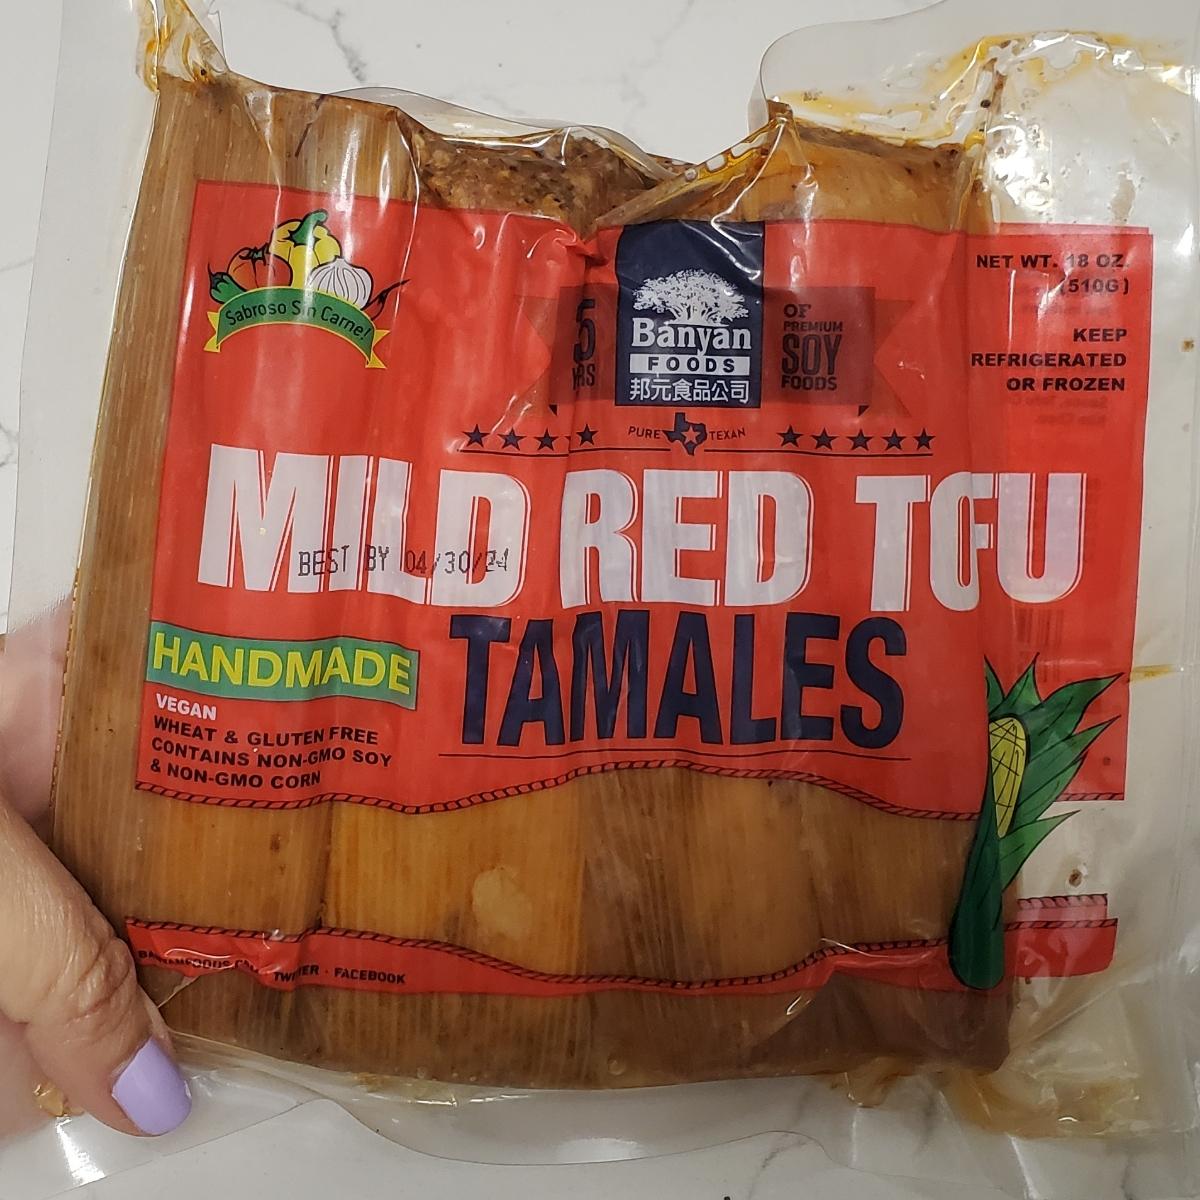 Sabroso Sin Carne!
5
YRS
Banyan
FOODS
邦元食品公司
OF
PREMIUM
SOY
FOODS
PURE TEXAN
NET WT. 18 OZ.
(510G)
KEEP
REFRIGERATED
OR FROZEN
MILD RED TOFU
BEST BY 04/30/24
TAMALES
HANDMADE
VEGAN
WHEAT & GLUTEN FREE
CONTAINS NON-GMO SOY
& NON-GMO CORN
TWITTER · FACEBOOK